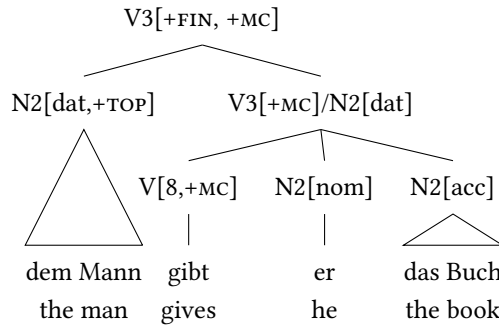 V3[+FIN, +MC]
N2[dat,+TOP] V3[+MC]/N2[dat]
V[8,+MC] N2[nom] N2[acc]
dem Mann gibt er das Buch
the man gives he the book